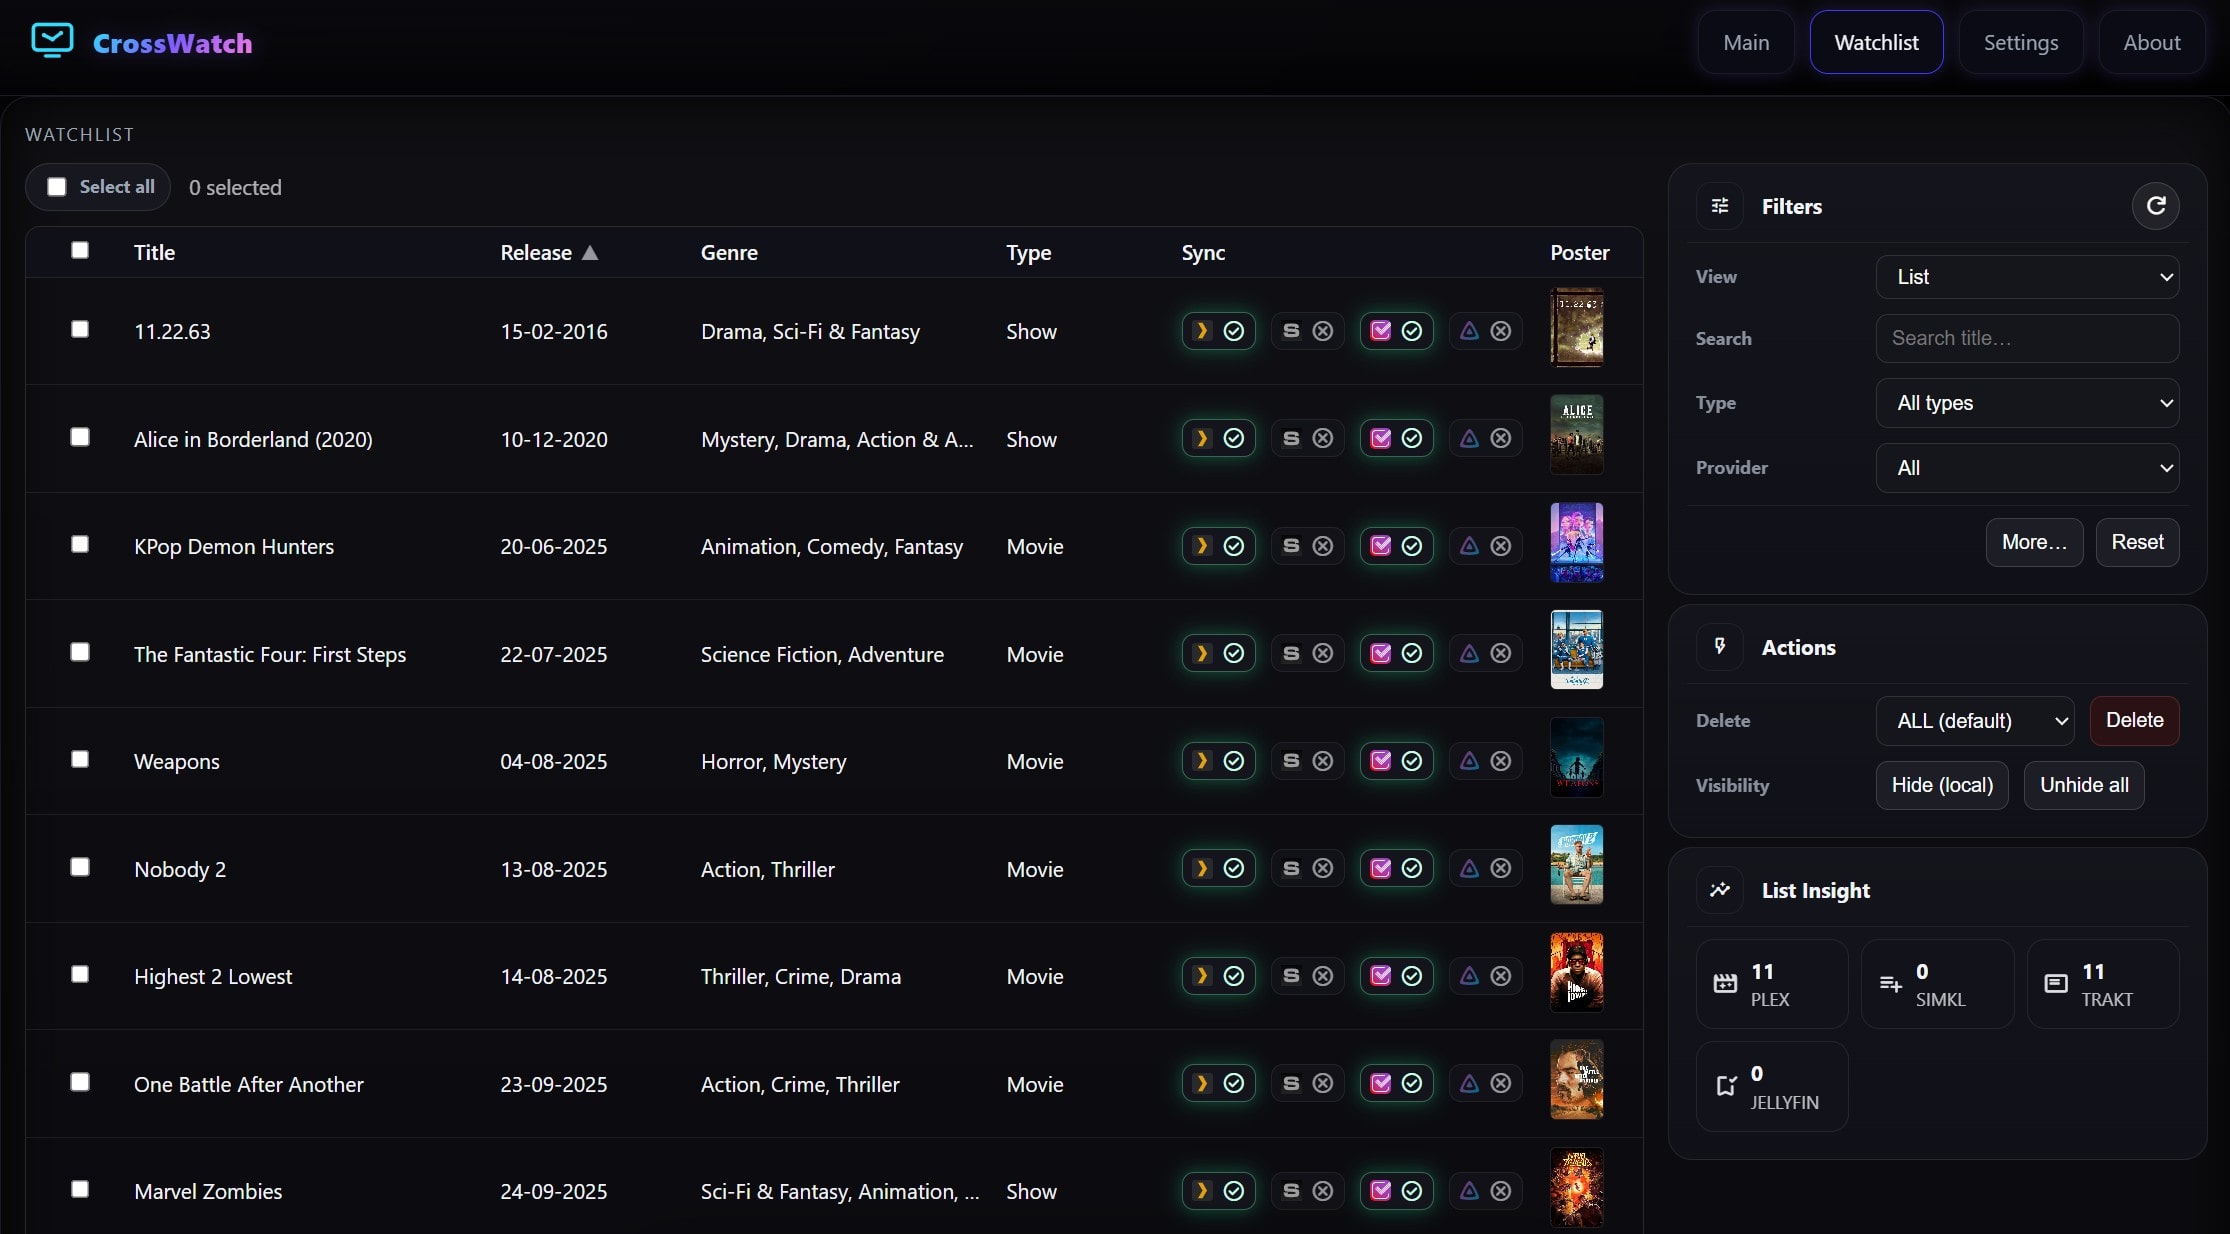 CrossWatch
Main
Watchlist
Settings
About
WATCHLIST
Select all
0 selected
Title Release ▲ Genre Type Sync Poster
11.22.63 15-02-2016 Drama, Sci-Fi & Fantasy Show
Alice in Borderland (2020) 10-12-2020 Mystery, Drama, Action & A... Show
KPop Demon Hunters 20-06-2025 Animation, Comedy, Fantasy Movie
The Fantastic Four: First Steps 22-07-2025 Science Fiction, Adventure Movie
Weapons 04-08-2025 Horror, Mystery Movie
Nobody 2 13-08-2025 Action, Thriller Movie
Highest 2 Lowest 14-08-2025 Thriller, Crime, Drama Movie
One Battle After Another 23-09-2025 Action, Crime, Thriller Movie
Marvel Zombies 24-09-2025 Sci-Fi & Fantasy, Animation, ... Show
11.22.63
ALICE
WEAPONS
Filters
View List
Search Search title...
Type All types
Provider All
More...
Reset
Actions
Delete ALL (default) Delete
Visibility Hide (local) Unhide all
List Insight
11
PLEX
0
SIMKL
11
TRAKT
0
JELLYFIN